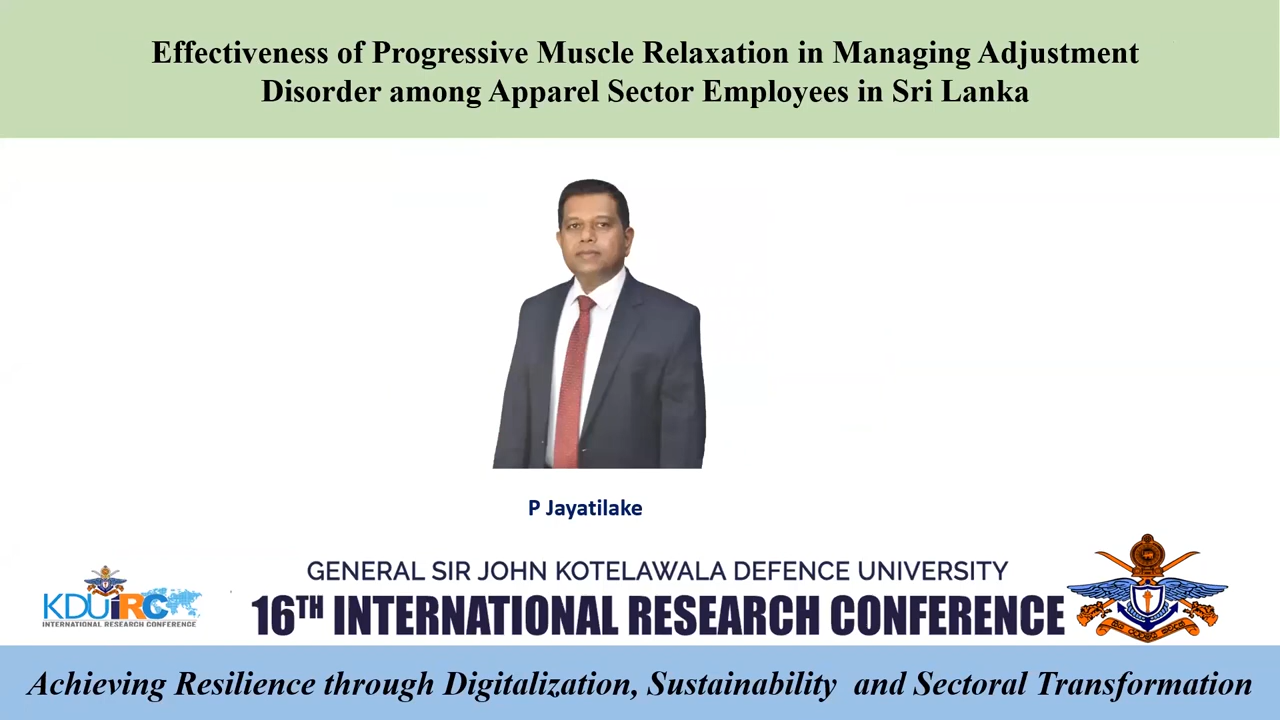 Effectiveness of Progressive Muscle Relaxation in Managing Adjustment
Disorder among Apparel Sector Employees in Sri Lanka
P Jayatilake
GENERAL SIR JOHN KOTELAWALA DEFENCE UNIVERSITY
16TH INTERNATIONAL RESEARCH CONFERENCE
KDU IRC
INTERNATIONAL RESEARCH CONFERENCE
Achieving Resilience through Digitalization, Sustainability and Sectoral Transformation